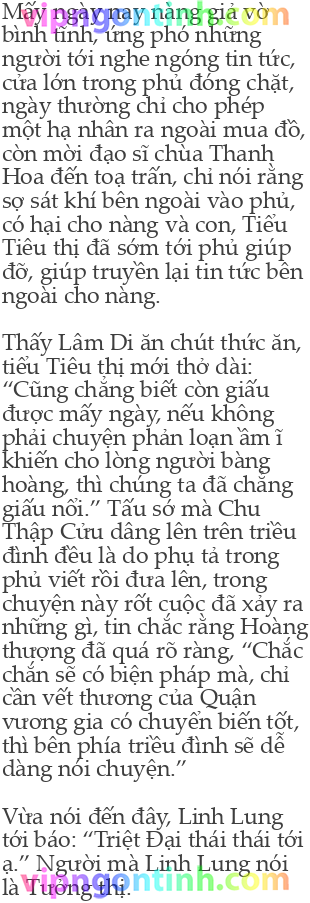 Mấy ngày nay nàng giả vờ
vipngontinh.com
bình tĩnh, ứng phó những
người tới nghe ngóng tin tức,
cửa lớn trong phủ đóng chặt,
ngày thường chỉ cho phép
một hạ nhân ra ngoài mua đồ,
còn mời đạo sĩ chùa Thanh
Hoa đến toạ trấn, chỉ nói rằng
sợ sát khí bên ngoài vào phủ,
có hại cho nàng và con, Tiểu
Tiêu thị đã sớm tới phủ giúp
đỡ, giúp truyền lại tin tức bên
ngoài cho nàng.

Thấy Lâm Di ăn chút thức ăn,
tiểu Tiêu thị mới thở dài:
“Cũng chẳng biết còn giấu
được mấy ngày, nếu không
phải chuyện phản loạn ầm ĩ
khiến cho lòng người bàng
hoàng, thì chúng ta đã chẳng
giấu nổi.” Tấu sớ mà Chu
Thập Cửu dâng lên trên triều
đình đều là do phụ tá trong
phủ viết rồi đưa lên, trong
chuyện này rốt cuộc đã xảy ra
những gì, tin chắc rằng Hoàng
thượng đã quá rõ ràng, “Chắc
chắn sẽ có biện pháp mà, chỉ
cần vết thương của Quận
vương gia có chuyển biến tốt,
thì bên phía triều đình sẽ dễ
dàng nói chuyện.”

Vừa nói đến đây, Linh Lung
tới báo: “Triệt Đại thái thái tới
ạ.” Người mà Linh Lung nói
là Tưởng thị.
vipngontinh.com